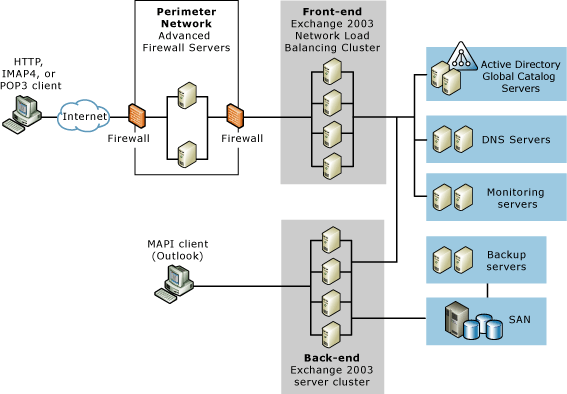 Perimeter
Network
Advanced
Firewall Servers
Front-end
Exchange 2003
Network Load
Balancing Cluster
HTTP,
IMAP4, or
POP3 client
Internet
Firewall
Firewall
Active Directory
Global Catalog
Servers
DNS Servers
Monitoring
servers
MAPI client
(Outlook)
Backup
servers
SAN
Back-end
Exchange 2003
server cluster